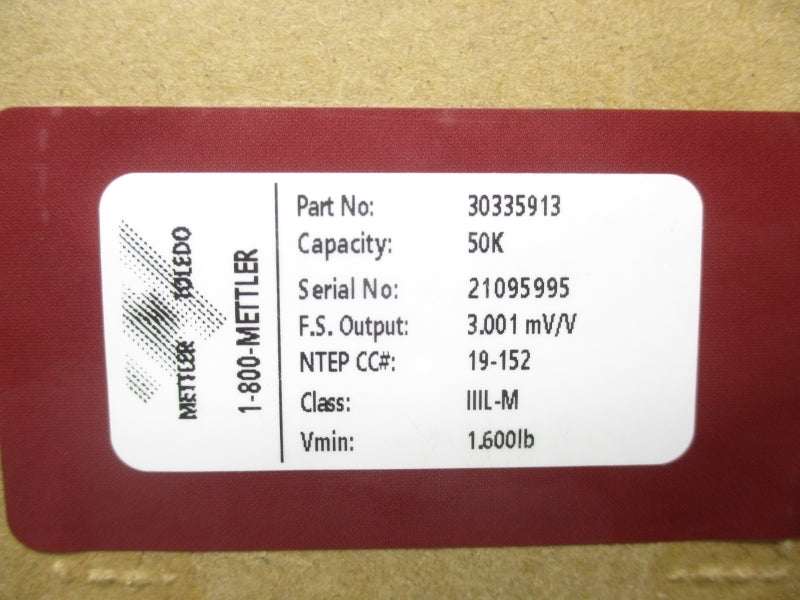 METTLER TOLEDO
1-800-METTLER
Part No: 30335913
Capacity: 50K
Serial No: 21095995
F.S. Output: 3.001 mV/V
NTEP CC#: 19-152
Class: IIIL-M
Vmin: 1.600lb